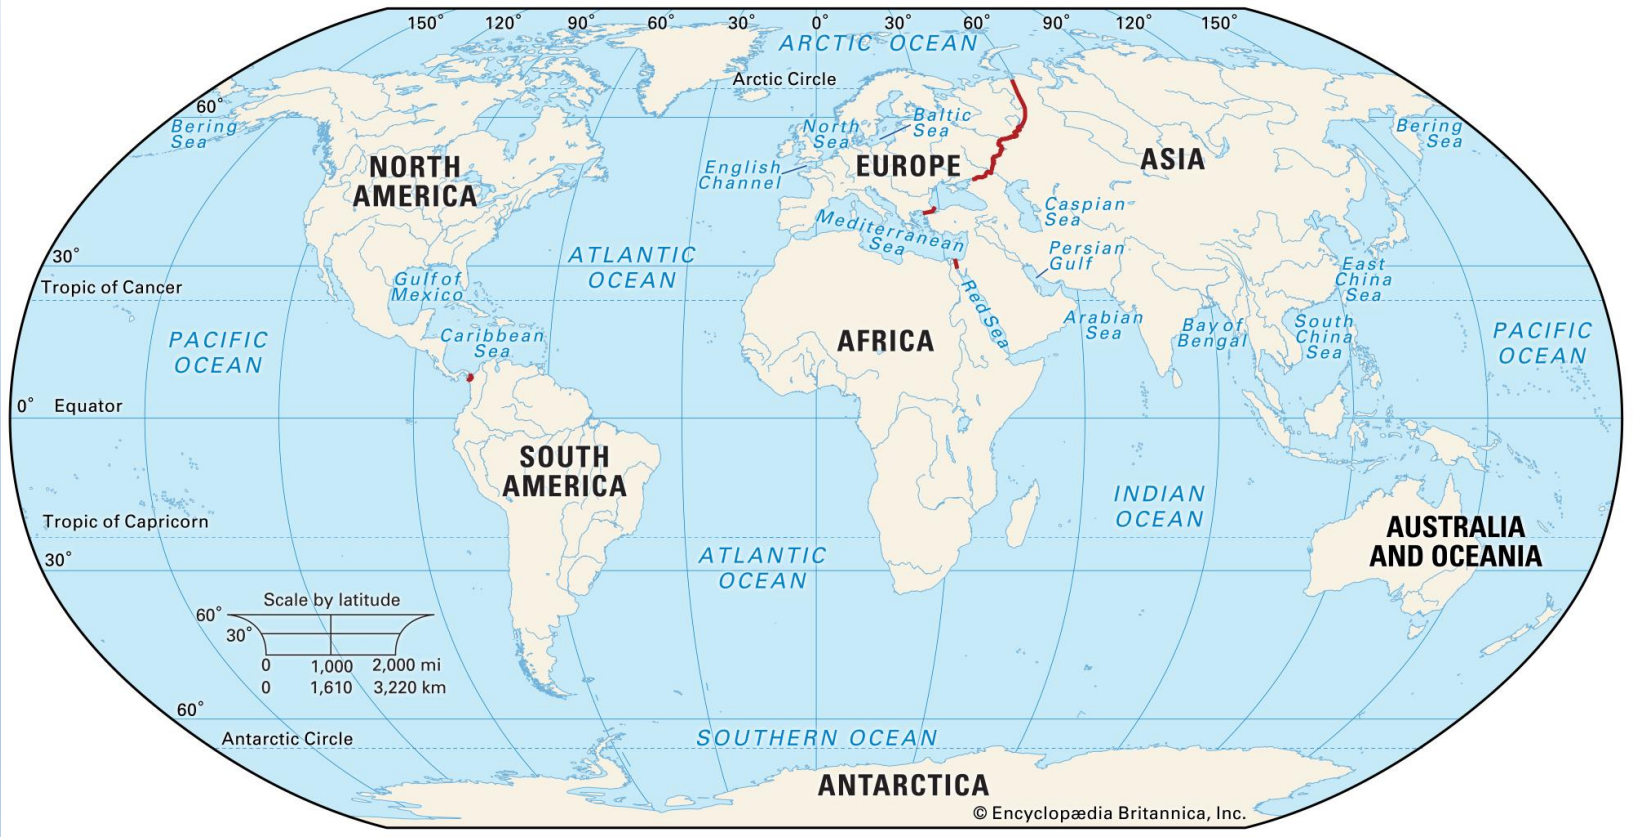 150° 120° 90° 60° 30° 0° 30° 60° 90° 120° 150°
ARCTIC OCEAN
Arctic Circle
60°
Bering
Sea
North
Sea
Baltic
Sea
Bering
Sea
English
Channel
NORTH
AMERICA
EUROPE
ASIA
Caspian
Sea
Mediterranean
Sea
Persian
Gulf
30°
Tropic of Cancer
ATLANTIC
OCEAN
Gulf of
Mexico
East
China
Sea
Red Sea
Arabian
Sea
Bay of
Bengal
South
China
Sea
PACIFIC
OCEAN
Caribbean
Sea
AFRICA
PACIFIC
OCEAN
0° Equator
SOUTH
AMERICA
INDIAN
OCEAN
Tropic of Capricorn
AUSTRALIA
AND OCEANIA
30°
ATLANTIC
OCEAN
Scale by latitude
60°
30°
0 1,000 2,000 mi
0 1,610 3,220 km
60°
Antarctic Circle
SOUTHERN OCEAN
ANTARCTICA
© Encyclopædia Britannica, Inc.